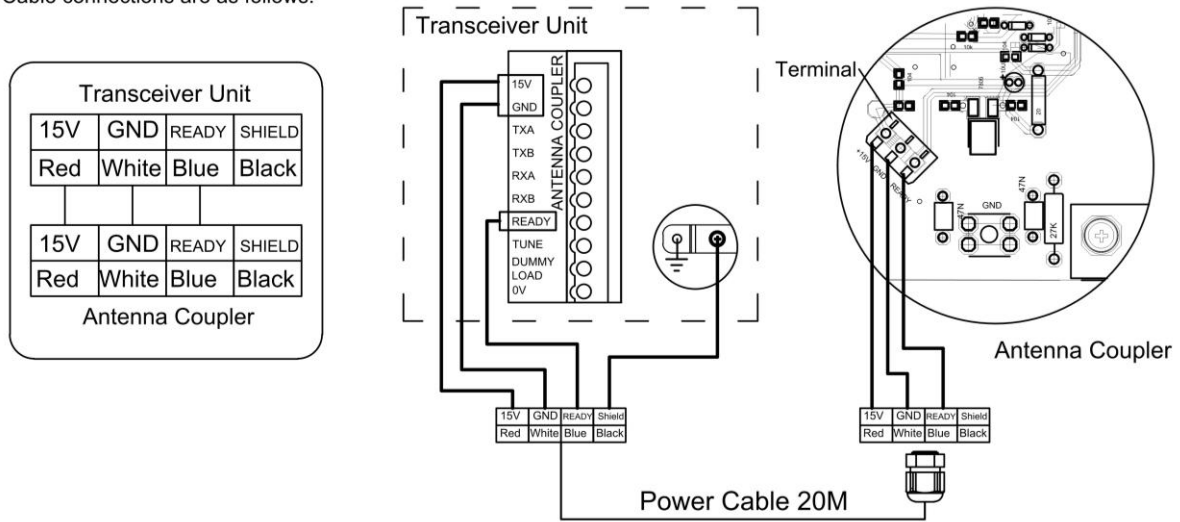 Cable connections are as follows:
Transceiver Unit
15V GND READY SHIELD
Red White Blue Black
15V GND READY SHIELD
Red White Blue Black
Antenna Coupler
Transceiver Unit
15V
GND
TXA
TXB
RXA
RXB
READY
TUNE
DUMMY
LOAD
0V
ANTENNA COUPLER
15V GND READY Shield
Red White Blue Black
Terminal
+15V
GND
READY
10k
104
47N
GND
47N
27K
20
Antenna Coupler
15V GND READY Shield
Red White Blue Black
Power Cable 20M